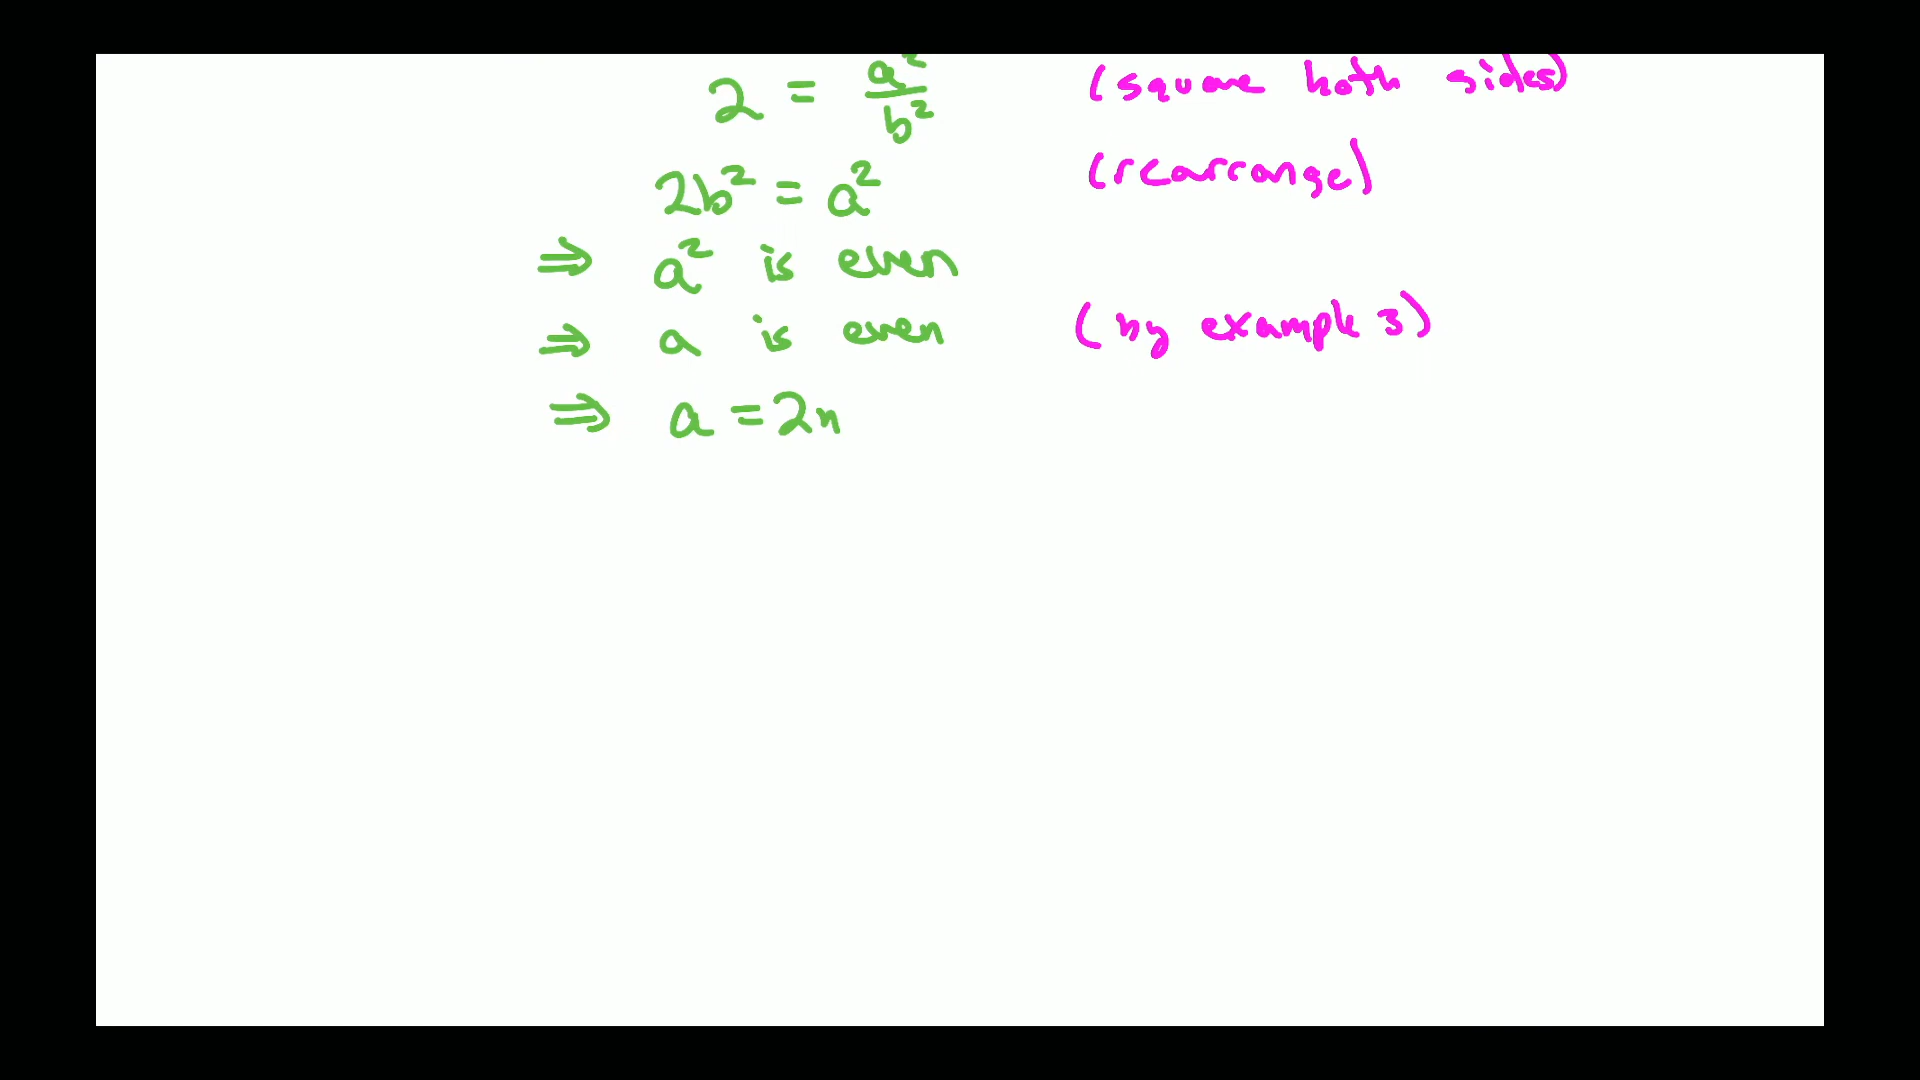 2 = a²/b² (square both sides)
2b² = a² (rearrange)
⇒ a² is even
⇒ a is even (by example 3)
⇒ a = 2n